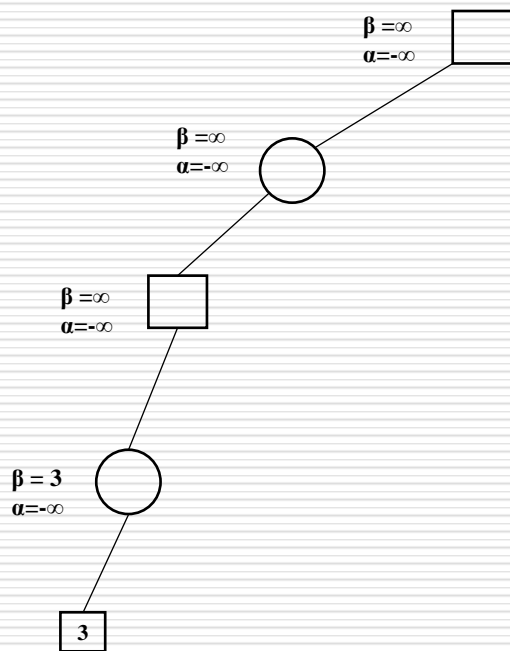 β =∞
α=-∞
β =∞
α=-∞
β =∞
α=-∞
β = 3
α=-∞
3